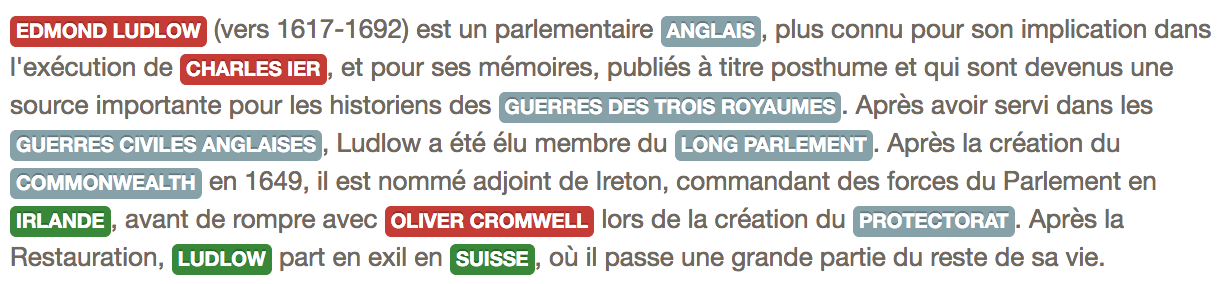 EDMOND LUDLOW (vers 1617-1692) est un parlementaire ANGLAIS, plus connu pour son implication dans
l'exécution de CHARLES IER, et pour ses mémoires, publiés à titre posthume et qui sont devenus une
source importante pour les historiens des GUERRES DES TROIS ROYAUMES. Après avoir servi dans les
GUERRES CIVILES ANGLAISES, Ludlow a été élu membre du LONG PARLEMENT. Après la création du
COMMONWEALTH en 1649, il est nommé adjoint de Ireton, commandant des forces du Parlement en
IRLANDE, avant de rompre avec OLIVER CROMWELL lors de la création du PROTECTORAT. Après la
Restauration, LUDLOW part en exil en SUISSE, où il passe une grande partie du reste de sa vie.